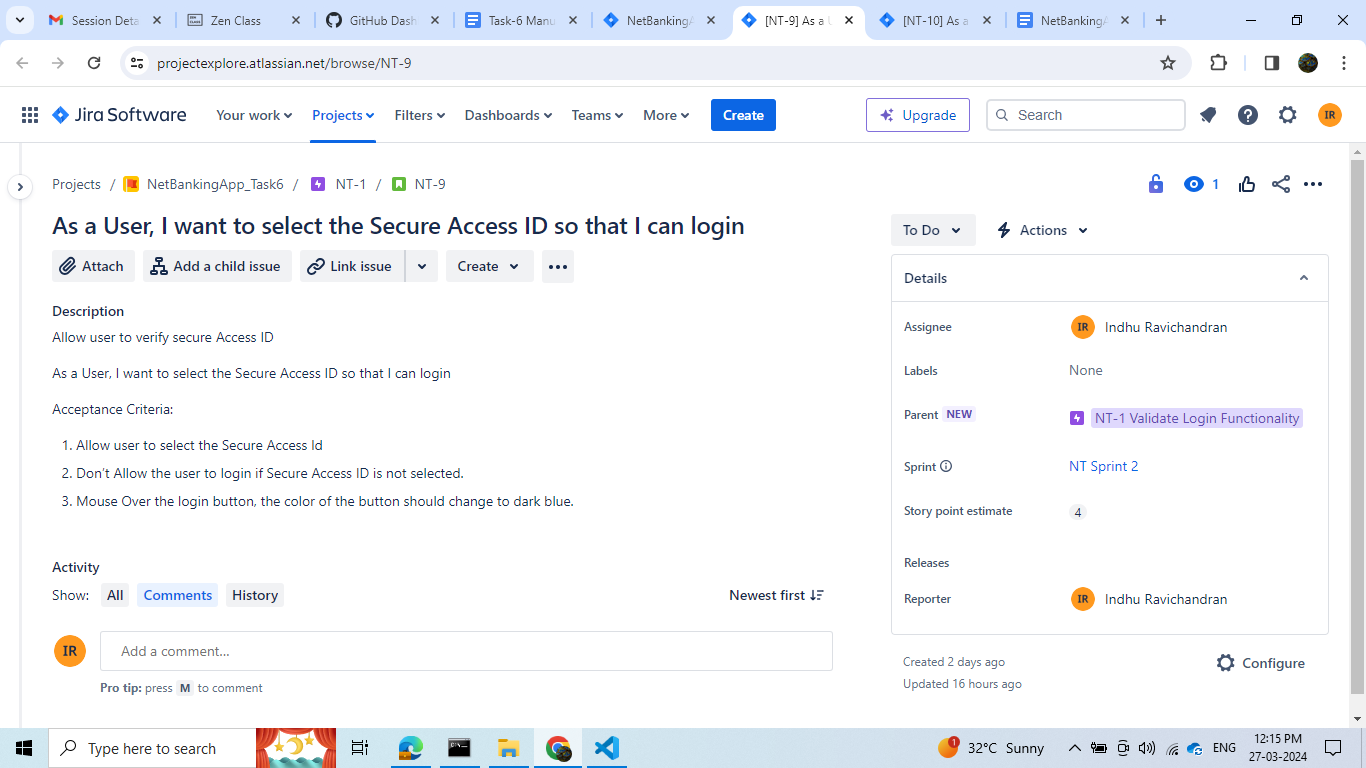 Session Deta
Zen Class
GitHub Dash
Task-6 Manu
NetBankingA
[NT-9] As a U
[NT-10] As a
NetBankingA
projectexplore.atlassian.net/browse/NT-9
Jira Software
Your work
Projects
Filters
Dashboards
Teams
More
Create
Upgrade
Search
IR
Projects / NetBankingApp_Task6 / NT-1 / NT-9
1
As a User, I want to select the Secure Access ID so that I can login
Attach
Add a child issue
Link issue
Create
Description
Allow user to verify secure Access ID
As a User, I want to select the Secure Access ID so that I can login
Acceptance Criteria:
1. Allow user to select the Secure Access Id
2. Don't Allow the user to login if Secure Access ID is not selected.
3. Mouse Over the login button, the color of the button should change to dark blue.
Activity
Show: All Comments History
Newest first
IR
Add a comment...
Pro tip: press M to comment
To Do
Actions
Details
Assignee
IR Indhu Ravichandran
Labels
None
Parent NEW
NT-1 Validate Login Functionality
Sprint
NT Sprint 2
Story point estimate
4
Releases
Reporter
IR Indhu Ravichandran
Created 2 days ago
Updated 16 hours ago
Configure
Type here to search
1
32°C Sunny
ENG
12:15 PM
27-03-2024